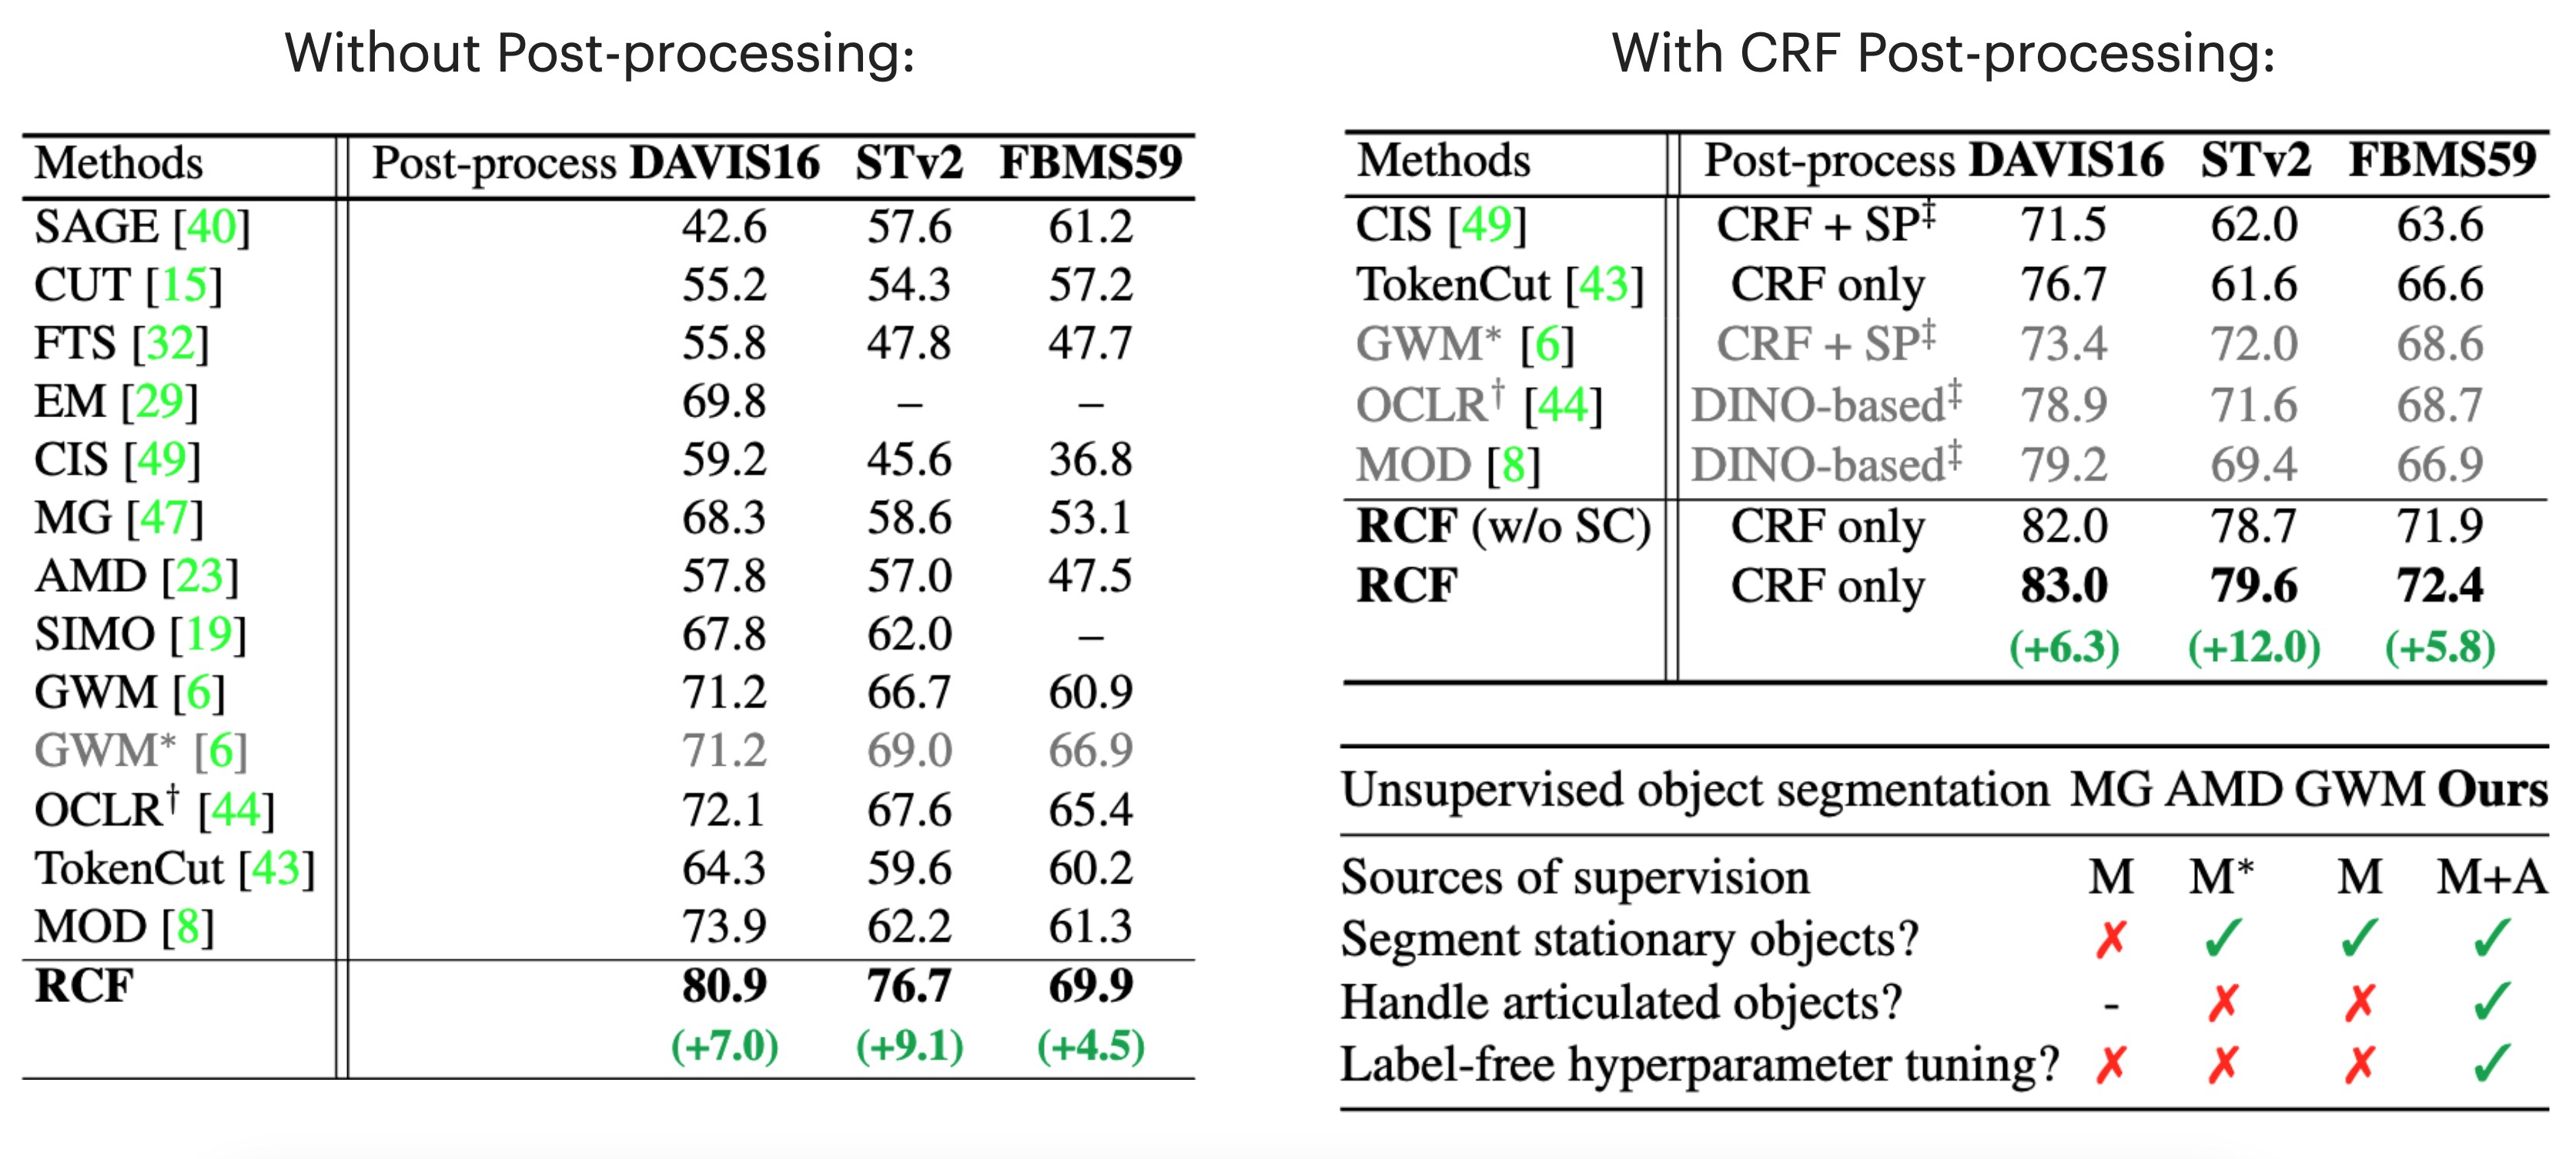 Without Post-processing:
Methods Post-process DAVIS16 STv2 FBMS59
SAGE [40] 42.6 57.6 61.2
CUT [15] 55.2 54.3 57.2
FTS [32] 55.8 47.8 47.7
EM [29] 69.8 – –
CIS [49] 59.2 45.6 36.8
MG [47] 68.3 58.6 53.1
AMD [23] 57.8 57.0 47.5
SIMO [19] 67.8 62.0 –
GWM [6] 71.2 66.7 60.9
GWM* [6] 71.2 69.0 66.9
OCLR† [44] 72.1 67.6 65.4
TokenCut [43] 64.3 59.6 60.2
MOD [8] 73.9 62.2 61.3
RCF 80.9 76.7 69.9
(+7.0) (+9.1) (+4.5)
With CRF Post-processing:
Methods Post-process DAVIS16 STv2 FBMS59
CIS [49] CRF + SP‡ 71.5 62.0 63.6
TokenCut [43] CRF only 76.7 61.6 66.6
GWM* [6] CRF + SP‡ 73.4 72.0 68.6
OCLR† [44] DINO-based‡ 78.9 71.6 68.7
MOD [8] DINO-based‡ 79.2 69.4 66.9
RCF (w/o SC) CRF only 82.0 78.7 71.9
RCF CRF only 83.0 79.6 72.4
(+6.3) (+12.0) (+5.8)
Unsupervised object segmentation MG AMD GWM Ours
Sources of supervision M M* M M+A
Segment stationary objects? ✗ ✓ ✓ ✓
Handle articulated objects? - ✗ ✗ ✓
Label-free hyperparameter tuning? ✗ ✗ ✗ ✓